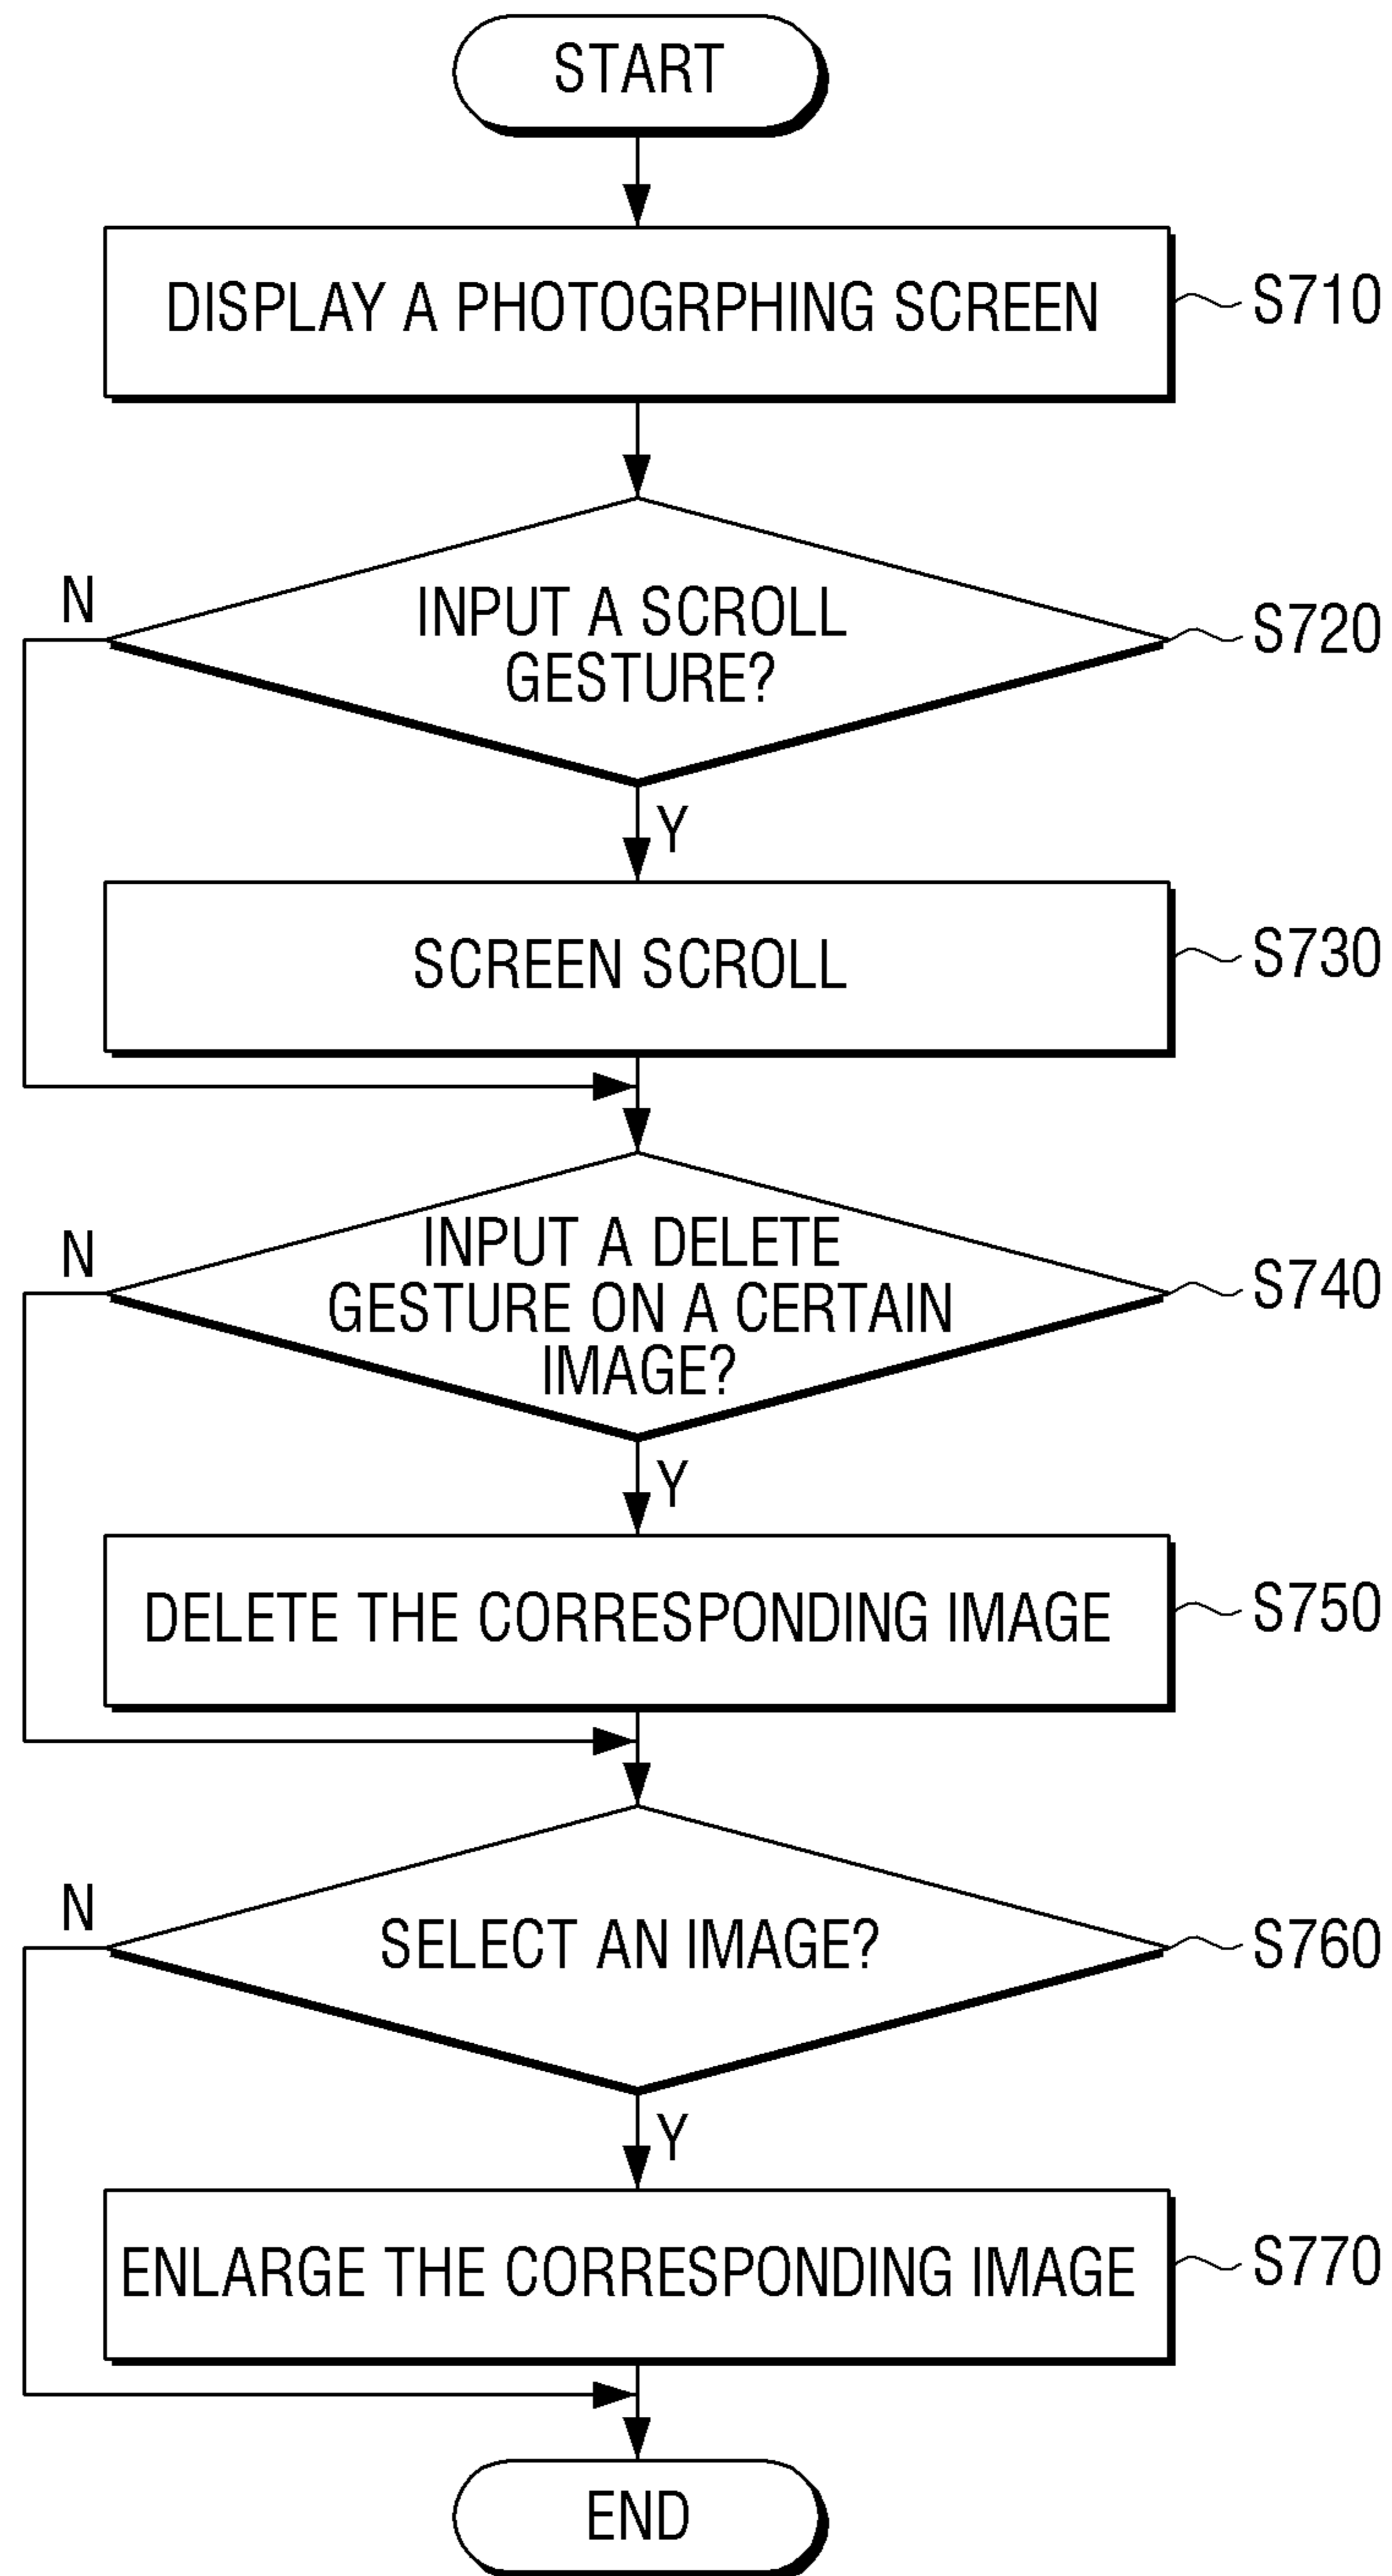 START
DISPLAY A PHOTOGRPHING SCREEN
S710
N
INPUT A SCROLL
GESTURE?
S720
Y
SCREEN SCROLL
S730
N
INPUT A DELETE
GESTURE ON A CERTAIN
IMAGE?
S740
Y
DELETE THE CORRESPONDING IMAGE
S750
N
SELECT AN IMAGE?
S760
Y
ENLARGE THE CORRESPONDING IMAGE
S770
END